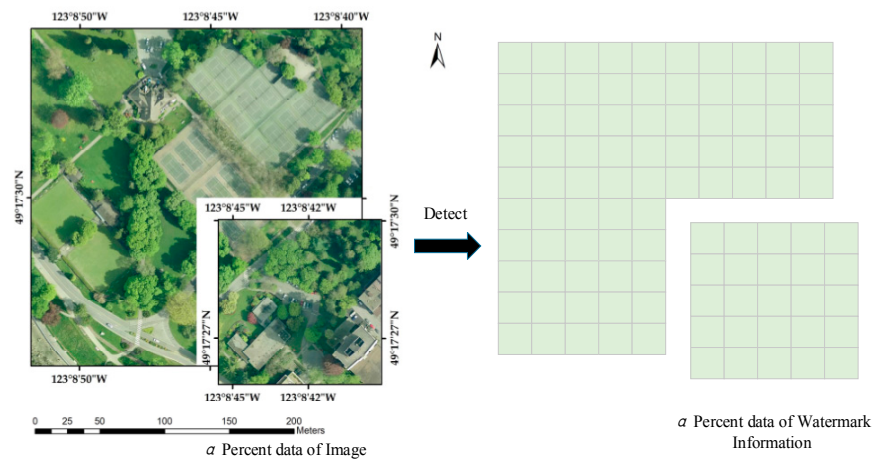 123°8'50"W 123°8'45"W 123°8'40"W
N
49°17'30"N
123°8'45"W 123°8'42"W
49°17'30"N
Detect
49°17'27"N
49°17'27"N
123°8'50"W
123°8'45"W 123°8'42"W
0 25 50 100 150 200
Meters
α Percent data of Image
α Percent data of Watermark
Information